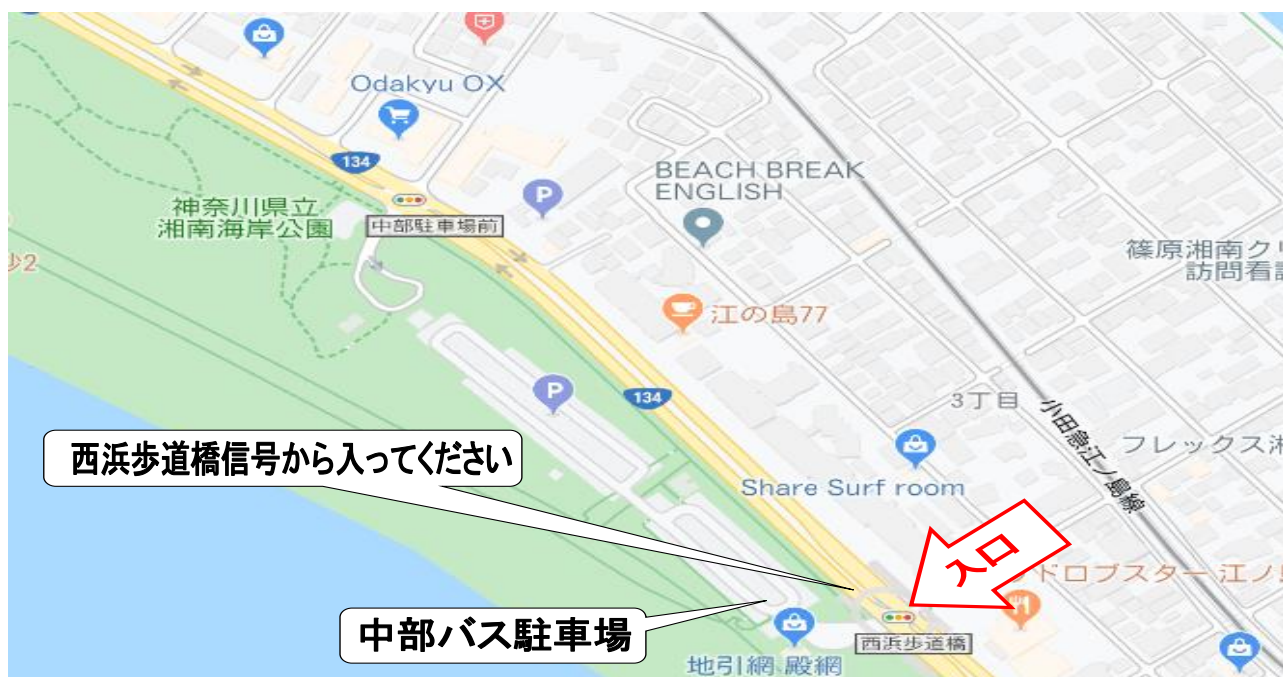 Odakyu OX
134
神奈川県立
湘南海岸公園
中部駐車場前
P
BEACH BREAK
ENGLISH
篠原湘南クリ
訪問看
2
江の島77
P
134
3丁目
小田急江ノ島線
フレックス湘
西浜歩道橋信号から入ってください
Share Surf room
入口
ドロブスター 江ノ
中部バス駐車場
西浜歩道橋
地引網 殿網